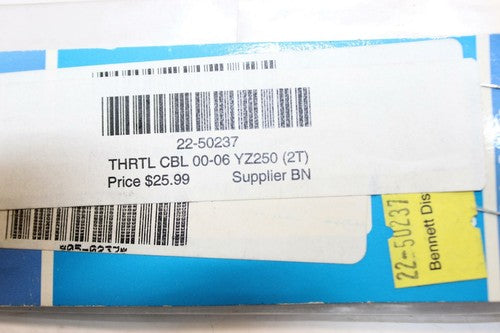 22-50237
THRTL CBL 00-06 YZ250 (2T)
Price $25.99 Supplier BN
22-50237
Bennett Dis